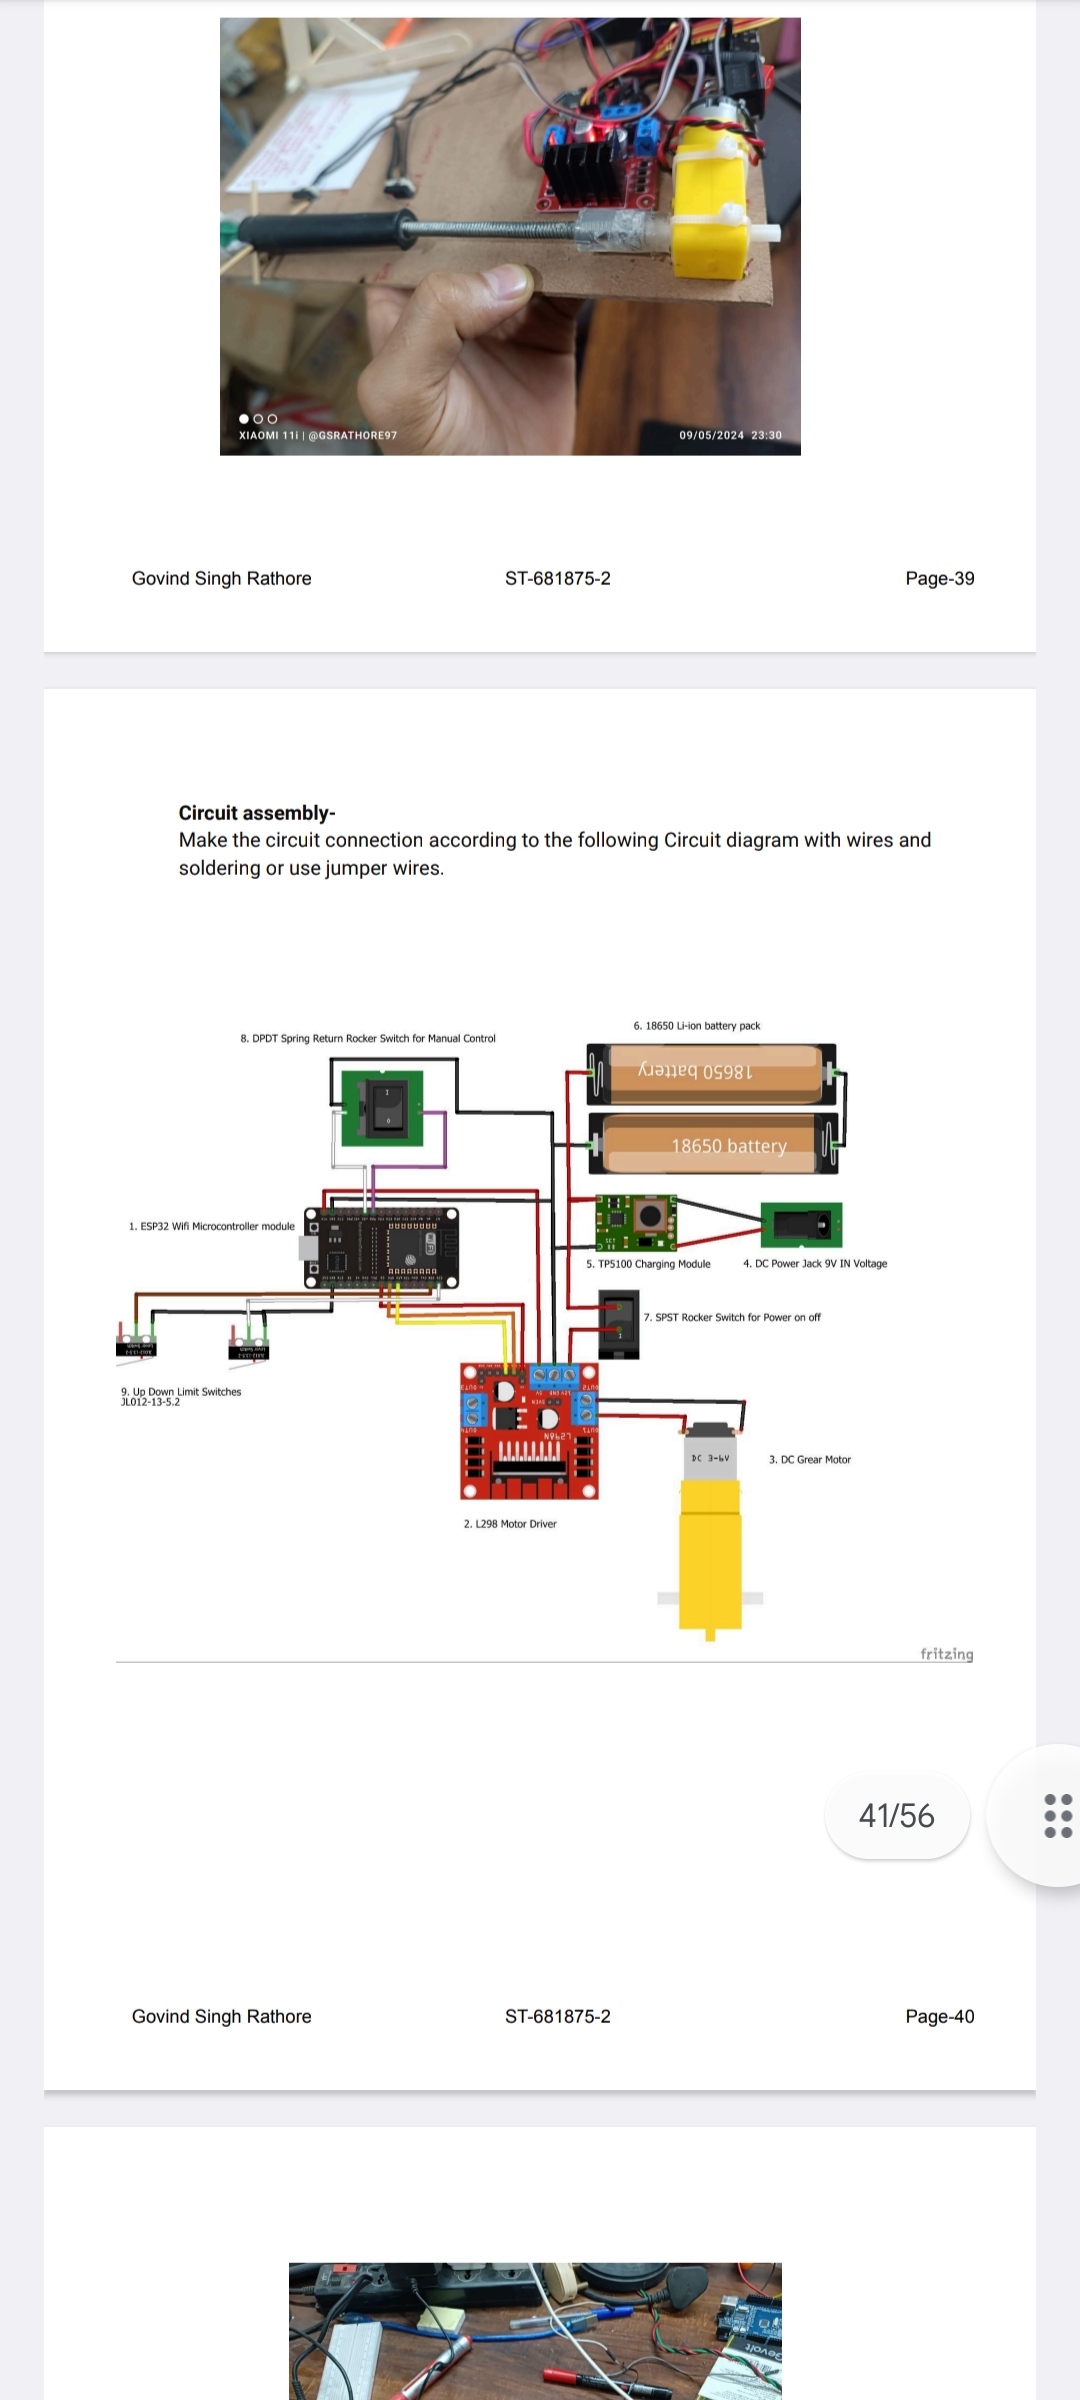 XIAOMI 11i | @GSRATHORE97
09/05/2024 23:30
Govind Singh Rathore ST-681875-2 Page-39
Circuit assembly-
Make the circuit connection according to the following Circuit diagram with wires and
soldering or use jumper wires.
6. 18650 Li-ion battery pack
8. DPDT Spring Return Rocker Switch for Manual Control
18650 battery
18650 battery
1. ESP32 Wifi Microcontroller module
5. TP5100 Charging Module
4. DC Power Jack 9V IN Voltage
7. SPST Rocker Switch for Power on off
9. Up Down Limit Switches
JL012-13-5.2
L298N
DC 3-6V
3. DC Grear Motor
2. L298 Motor Driver
fritzing
41/56
Govind Singh Rathore ST-681875-2 Page-40